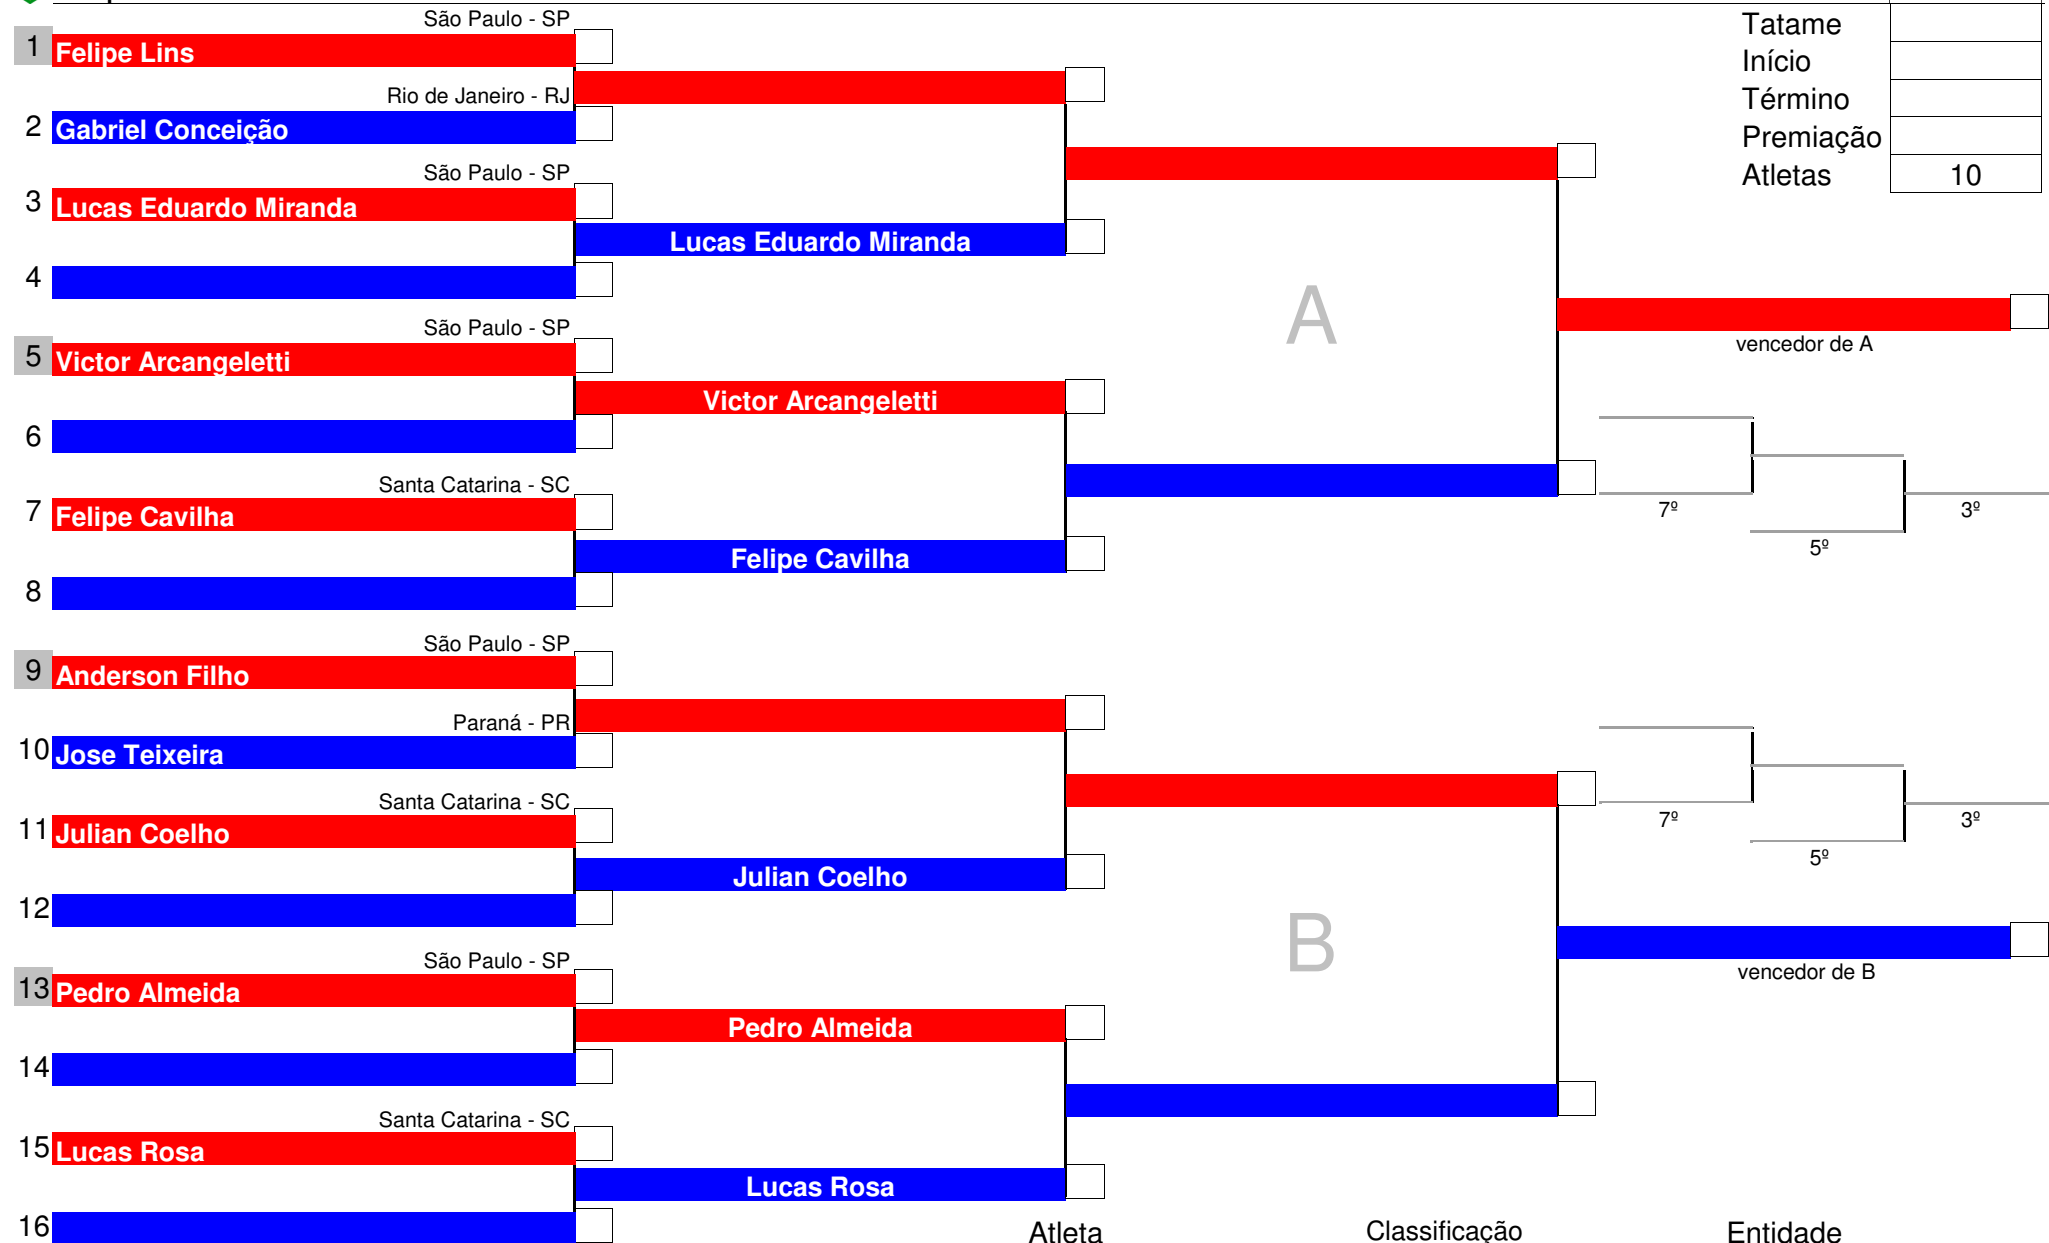 São Paulo - SP
1 Felipe Lins
Rio de Janeiro - RJ
2 Gabriel Conceição
São Paulo - SP
3 Lucas Eduardo Miranda
Lucas Eduardo Miranda
4
São Paulo - SP
5 Victor Arcangeletti
Victor Arcangeletti
6
Santa Catarina - SC
7 Felipe Cavilha
Felipe Cavilha
8
São Paulo - SP
9 Anderson Filho
Paraná - PR
10 Jose Teixeira
Santa Catarina - SC
11 Julian Coelho
Julian Coelho
12
São Paulo - SP
13 Pedro Almeida
Pedro Almeida
14
Santa Catarina - SC
15 Lucas Rosa
Lucas Rosa
16
A
B
Tatame
Início
Término
Premiação
Atletas 10
vencedor de A
7º
3º
5º
7º
3º
5º
vencedor de B
Atleta Classificação Entidade